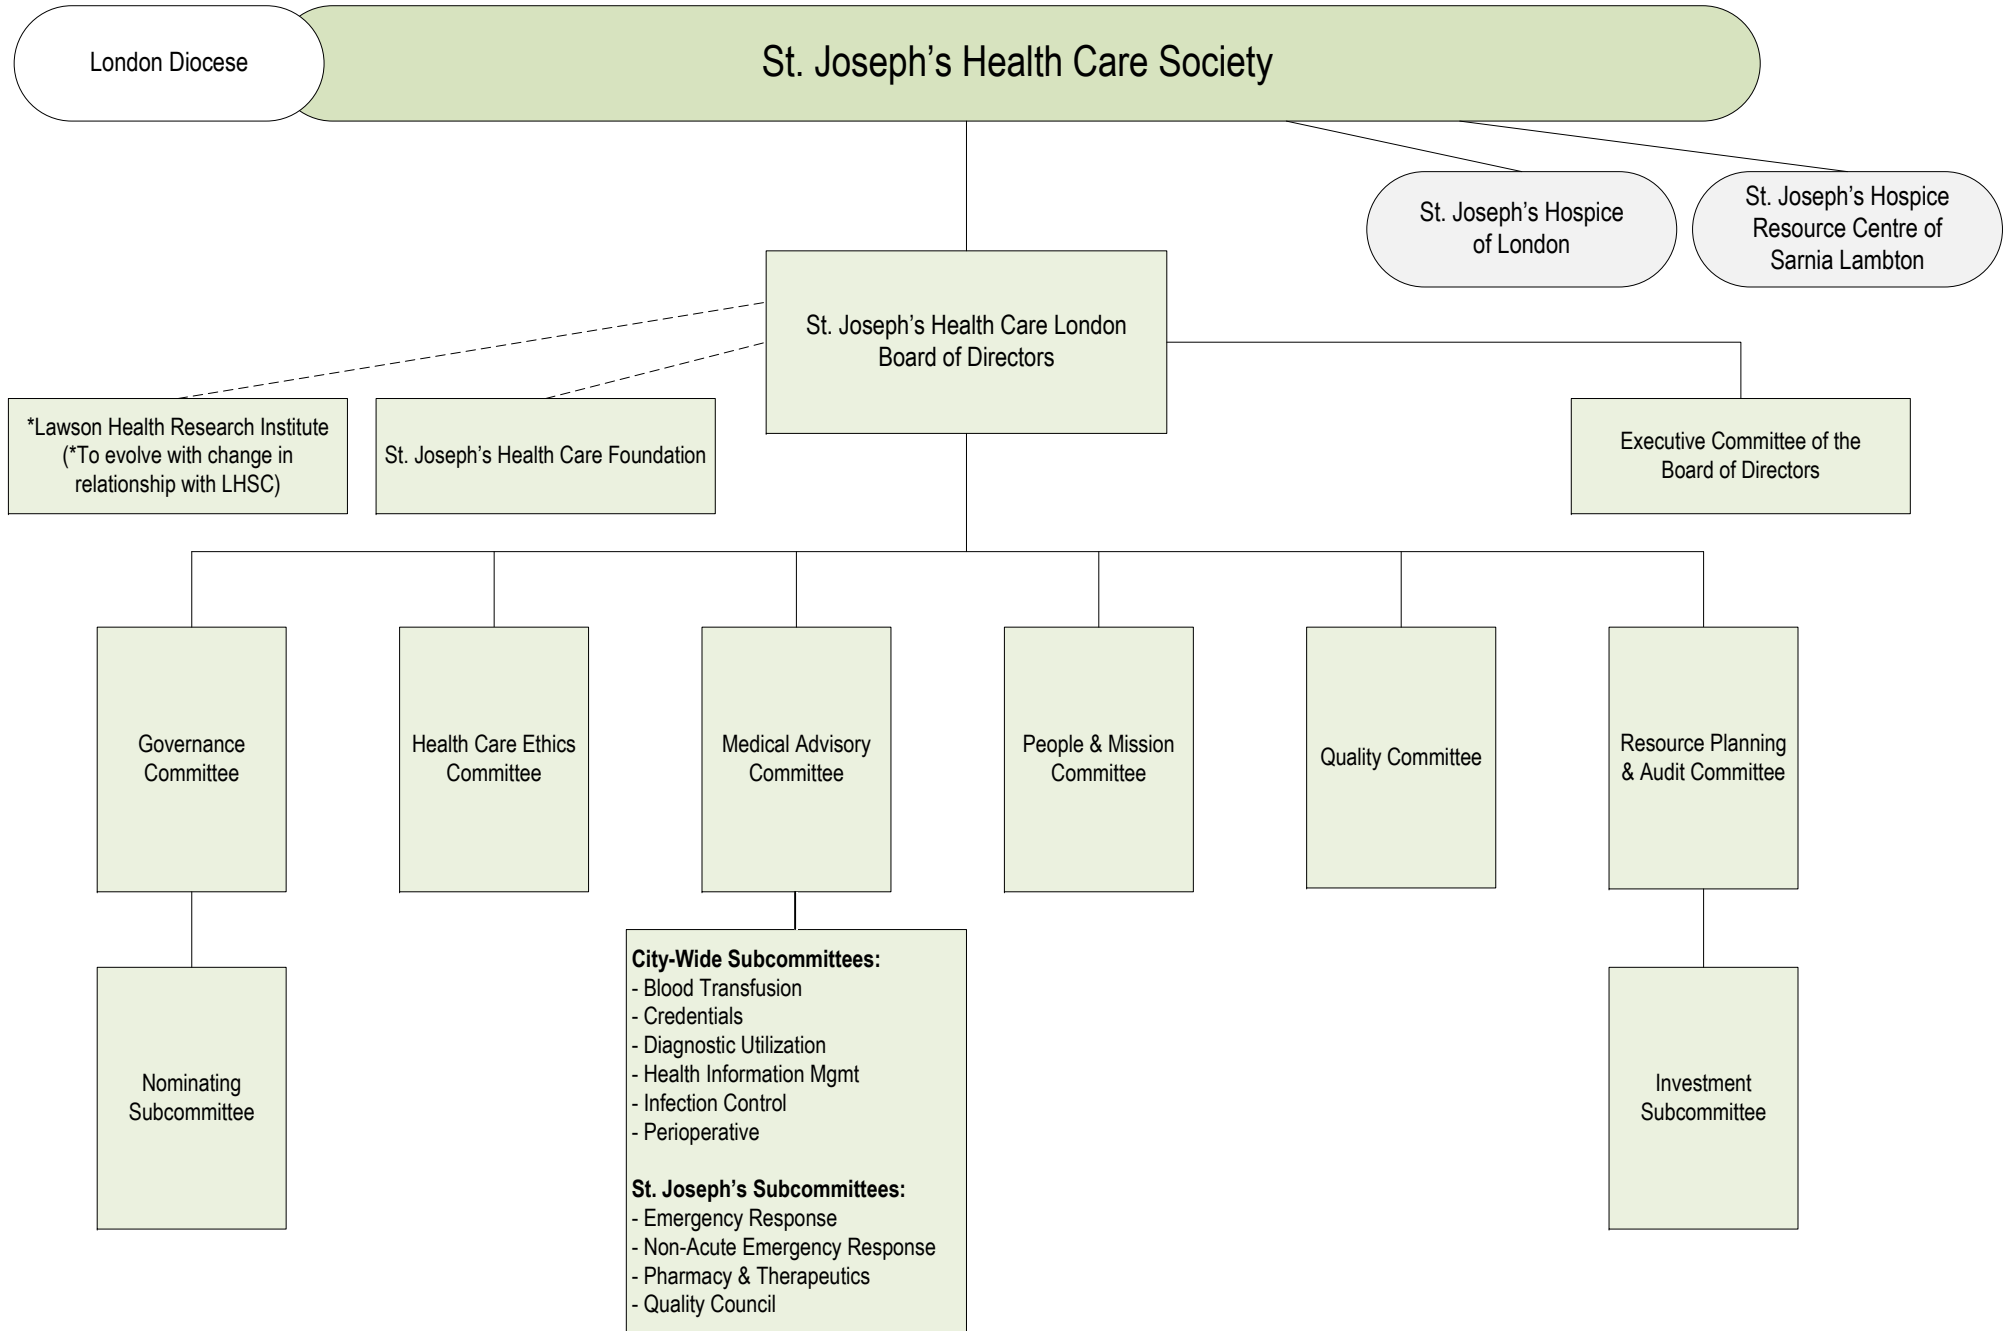 London Diocese
St. Joseph’s Health Care Society
St. Joseph’s Hospice
of London
St. Joseph’s Hospice
Resource Centre of
Sarnia Lambton
St. Joseph’s Health Care London
Board of Directors
*Lawson Health Research Institute
(*To evolve with change in
relationship with LHSC)
St. Joseph’s Health Care Foundation
Executive Committee of the
Board of Directors
Governance
Committee
Health Care Ethics
Committee
Medical Advisory
Committee
People & Mission
Committee
Quality Committee
Resource Planning
& Audit Committee
Nominating
Subcommittee
City-Wide Subcommittees:
- Blood Transfusion
- Credentials
- Diagnostic Utilization
- Health Information Mgmt
- Infection Control
- Perioperative
St. Joseph’s Subcommittees:
- Emergency Response
- Non-Acute Emergency Response
- Pharmacy & Therapeutics
- Quality Council
Investment
Subcommittee